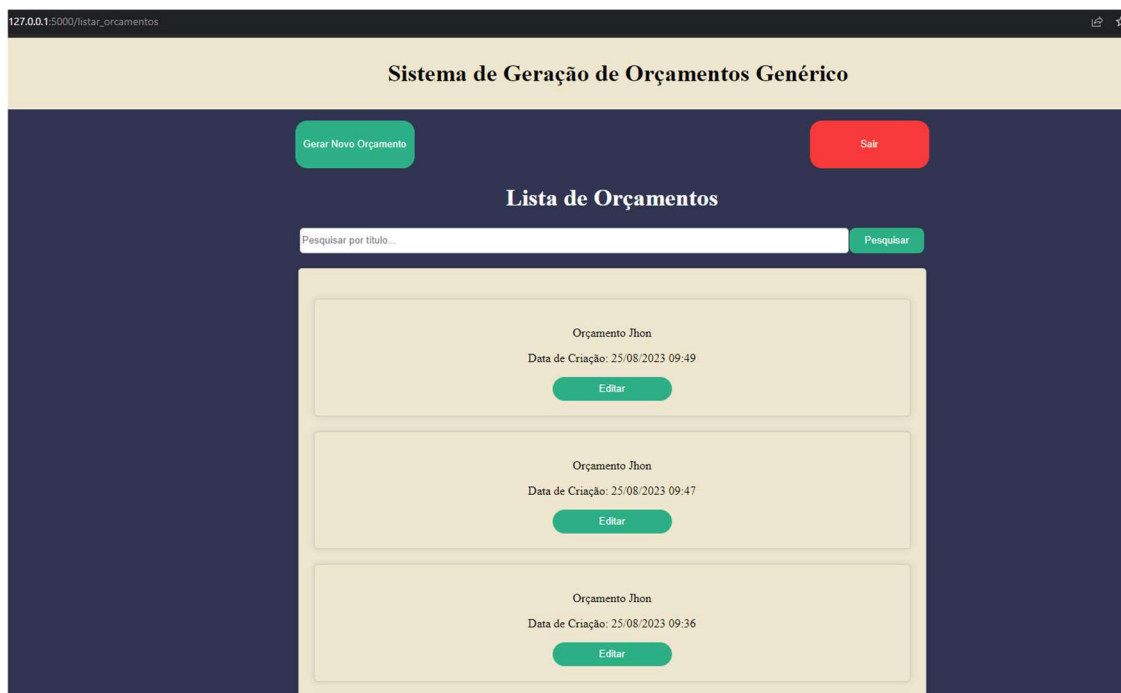 127.0.0.1:5000/listar_orcamentos
Sistema de Geração de Orçamentos Genérico
Gerar Novo Orçamento
Sair
Lista de Orçamentos
Pesquisar por título...
Pesquisar
Orçamento Jhon
Data de Criação: 25/08/2023 09:49
Editar
Orçamento Jhon
Data de Criação: 25/08/2023 09:47
Editar
Orçamento Jhon
Data de Criação: 25/08/2023 09:36
Editar